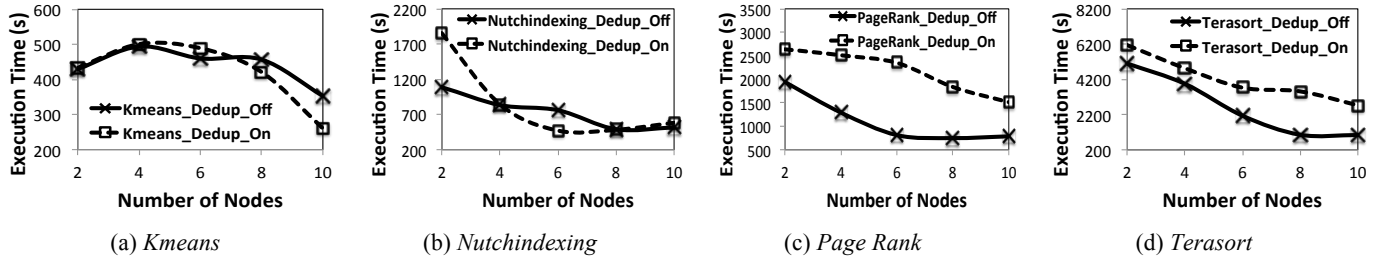 Execution Time (s)
600
500
400
300
200
Kmeans_Dedup_Off
Kmeans_Dedup_On
2 4 6 8 10
Number of Nodes
(a) Kmeans
Execution Time (s)
2200
1700
1200
700
200
Nutchindexing_Dedup_Off
Nutchindexing_Dedup_On
2 4 6 8 10
Number of Nodes
(b) Nutchindexing
Execution Time (s)
3500
3000
2500
2000
1500
1000
500
PageRank_Dedup_Off
PageRank_Dedup_On
2 4 6 8 10
Number of Nodes
(c) Page Rank
Execution Time (s)
8200
6200
4200
2200
200
Terasort_Dedup_Off
Terasort_Dedup_On
2 4 6 8 10
Number of Nodes
(d) Terasort